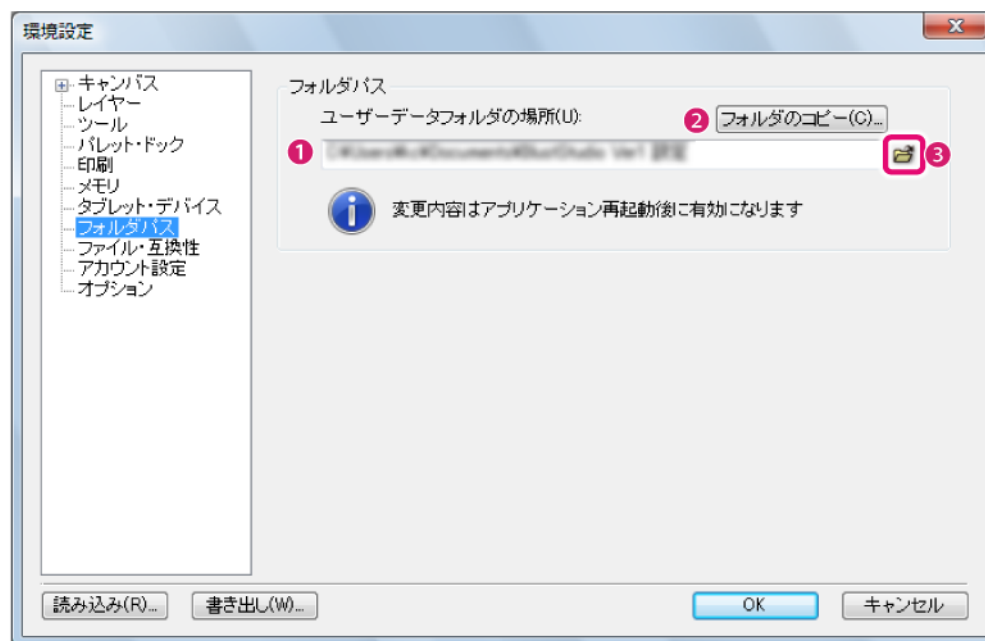 環境設定
キャンバス
レイヤー
ツール
パレット・ドック
印刷
メモリ
タブレット・デバイス
フォルダパス
ファイル・互換性
アカウント設定
オプション
フォルダパス
ユーザーデータフォルダの場所(U):
❷ フォルダのコピー(C)...
❶
❸
変更内容はアプリケーション再起動後に有効になります
読み込み(R)...
書き出し(W)...
OK
キャンセル